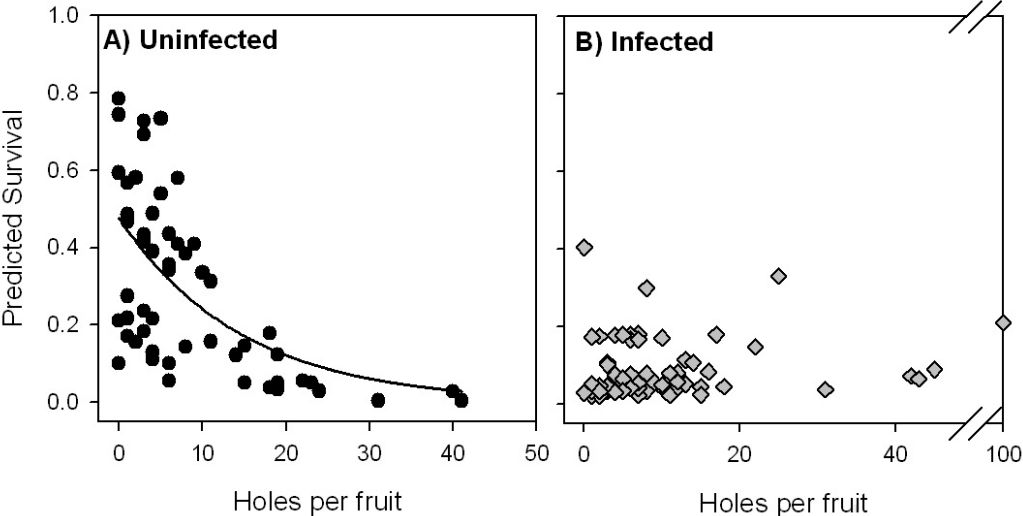 A) Uninfected
B) Infected
Predicted Survival
1.0
0.8
0.6
0.4
0.2
0.0
0 10 20 30 40 50
0 20 40 100
Holes per fruit
Holes per fruit